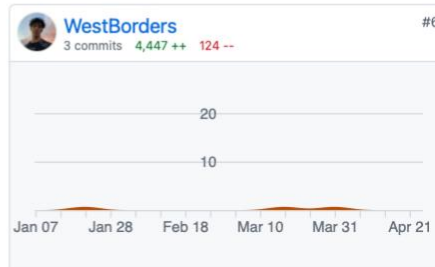 WestBorders
3 commits 4,447 ++ 124 --
#6
20
10
Jan 07 Jan 28 Feb 18 Mar 10 Mar 31 Apr 21